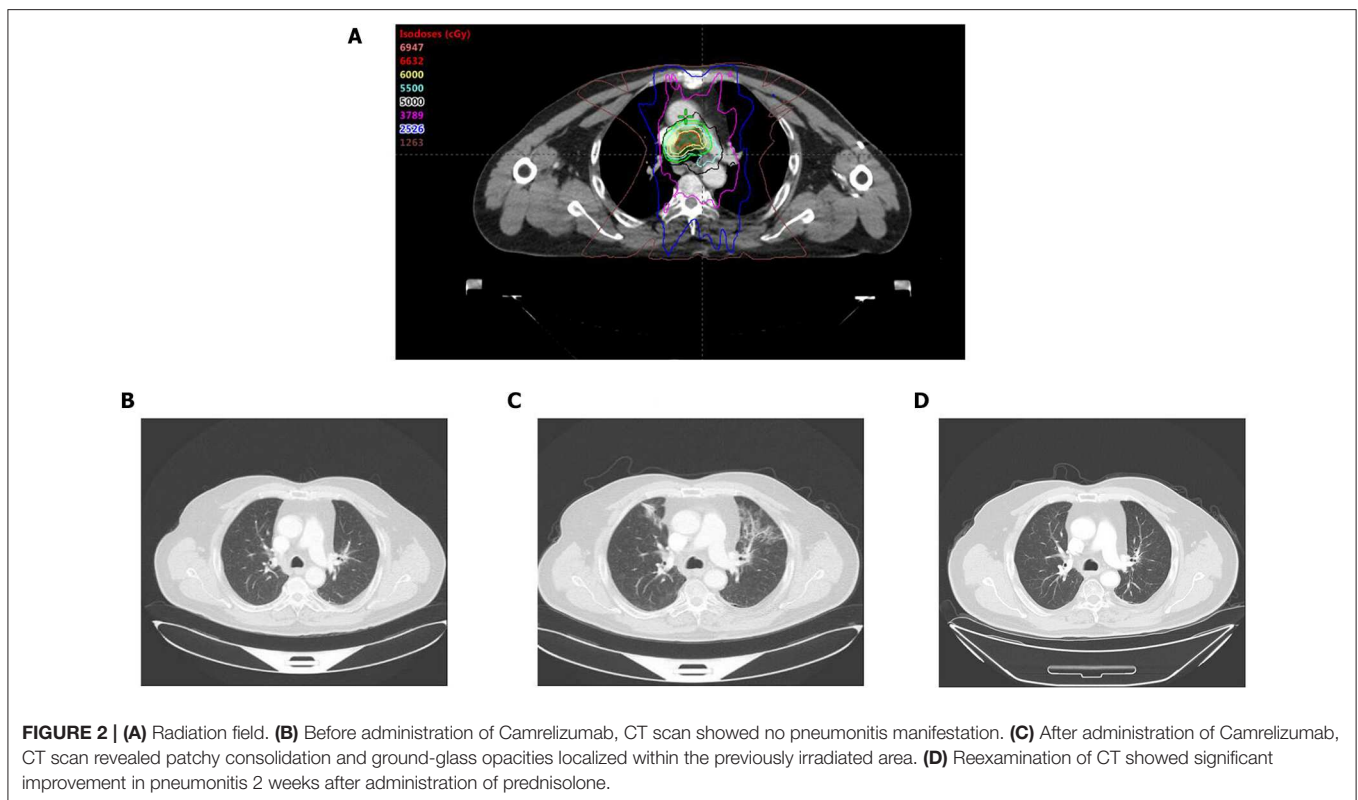 A
Isodoses (cGy)
6947
6632
6000
5500
5000
3789
2526
1263
B
C
D
FIGURE 2 | (A) Radiation field. (B) Before administration of Camrelizumab, CT scan showed no pneumonitis manifestation. (C) After administration of Camrelizumab,
CT scan revealed patchy consolidation and ground-glass opacities localized within the previously irradiated area. (D) Reexamination of CT showed significant
improvement in pneumonitis 2 weeks after administration of prednisolone.